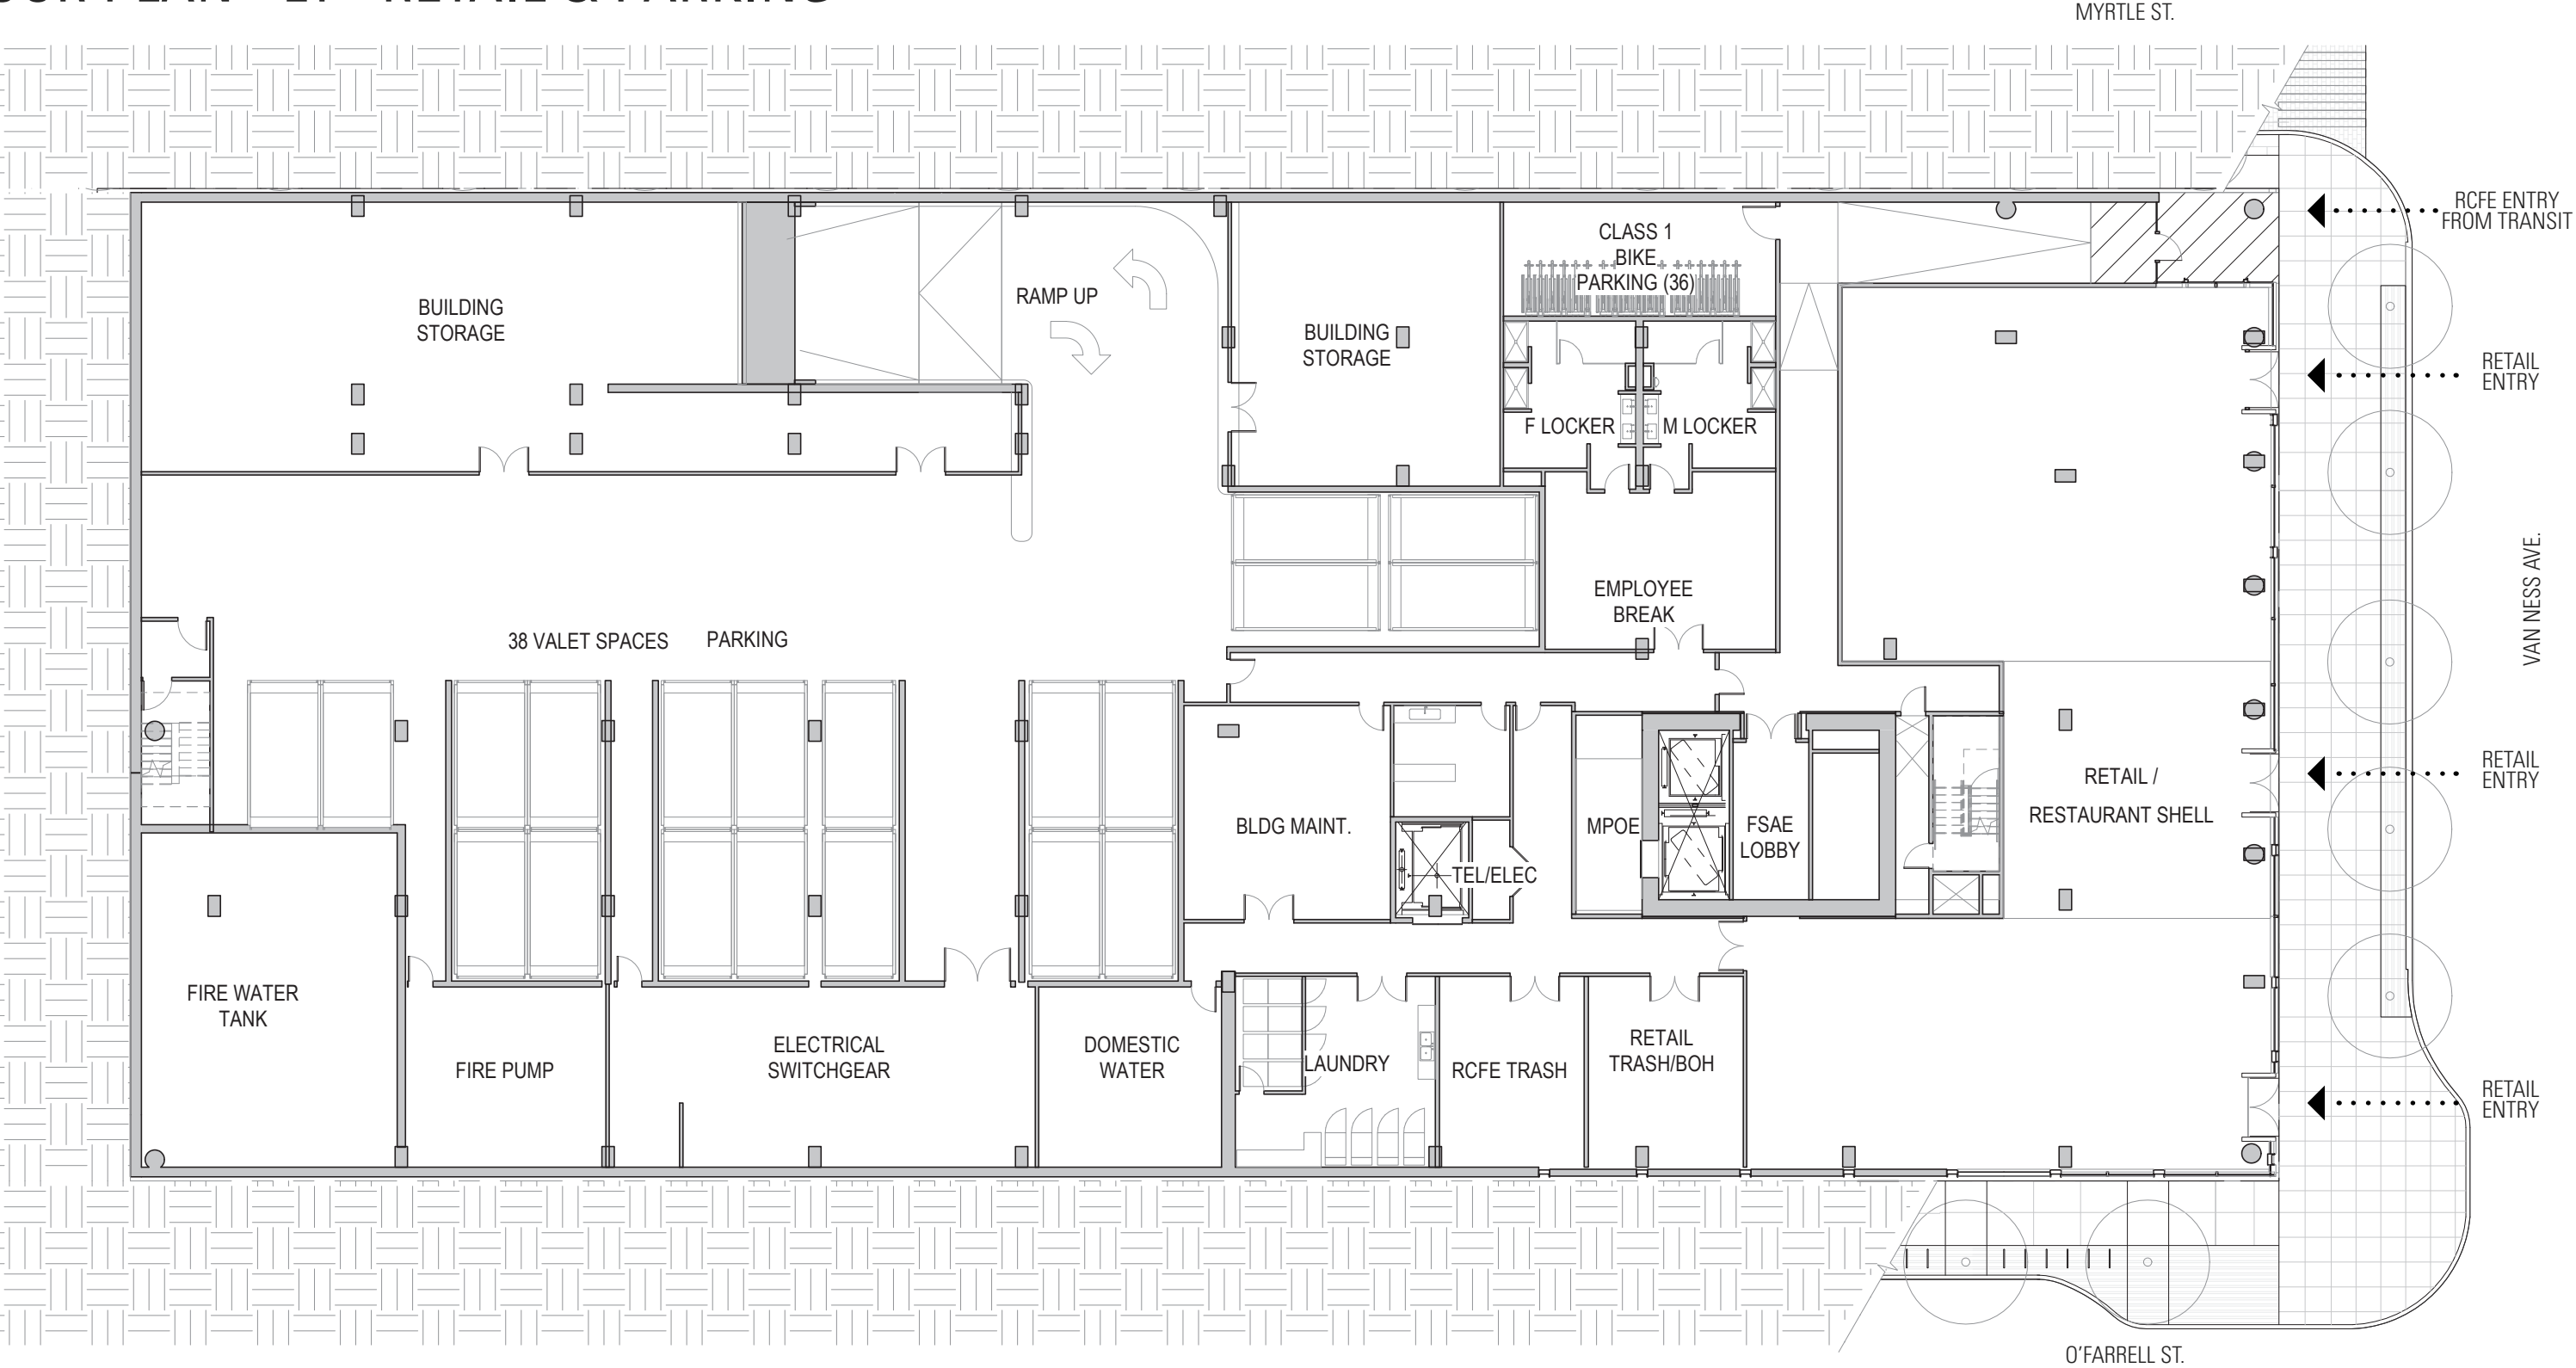 RETAIL & PARKING
MYRTLE ST.
RCFE ENTRY
FROM TRANSIT
CLASS 1
BIKE
PARKING (36)
RAMP UP
BUILDING
STORAGE
BUILDING
STORAGE
RETAIL
ENTRY
F LOCKER
M LOCKER
VAN NESS AVE.
EMPLOYEE
BREAK
38 VALET SPACES
PARKING
RETAIL
ENTRY
RETAIL /
RESTAURANT SHELL
BLDG MAINT.
MPOE
FSAE
LOBBY
TEL/ELEC
FIRE WATER
TANK
FIRE PUMP
ELECTRICAL
SWITCHGEAR
DOMESTIC
WATER
LAUNDRY
RCFE TRASH
RETAIL
TRASH/BOH
RETAIL
ENTRY
O'FARRELL ST.